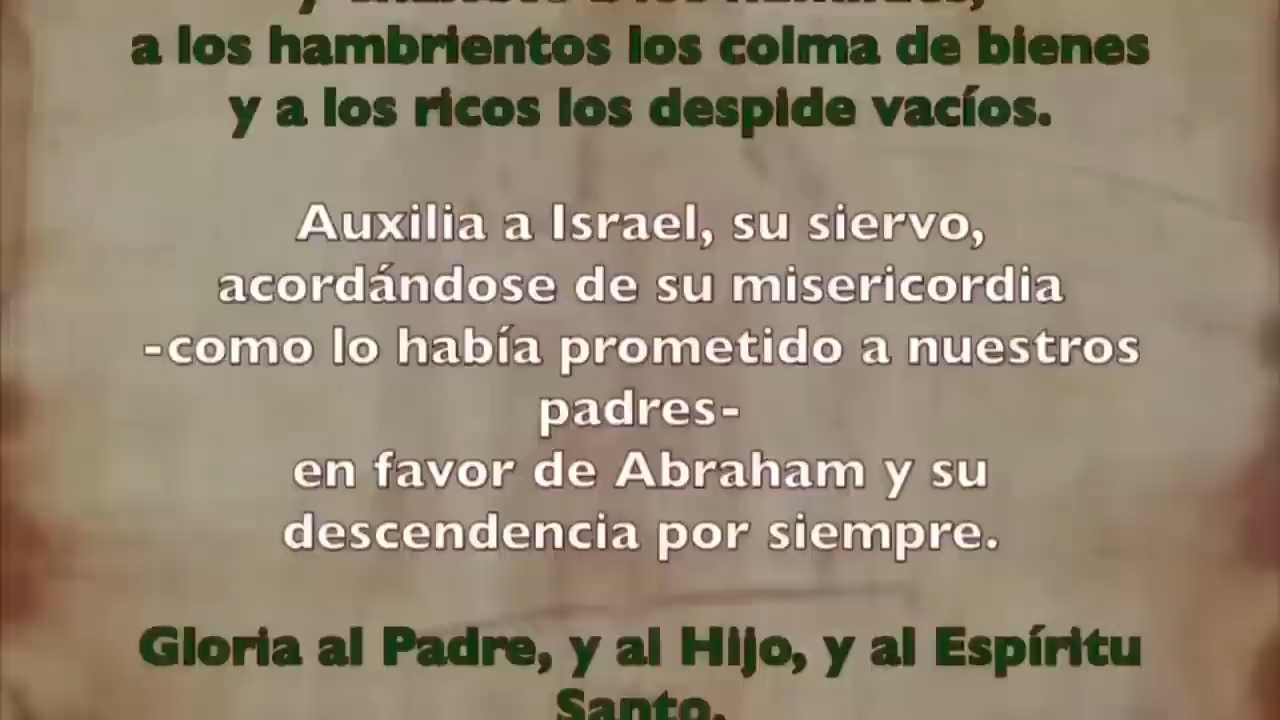 a los hambrientos los colma de bienes
y a los ricos los despide vacíos.
Auxilia a Israel, su siervo,
acordándose de su misericordia
-como lo había prometido a nuestros
padres-
en favor de Abraham y su
descendencia por siempre.
Gloria al Padre, y al Hijo, y al Espíritu
Santo.